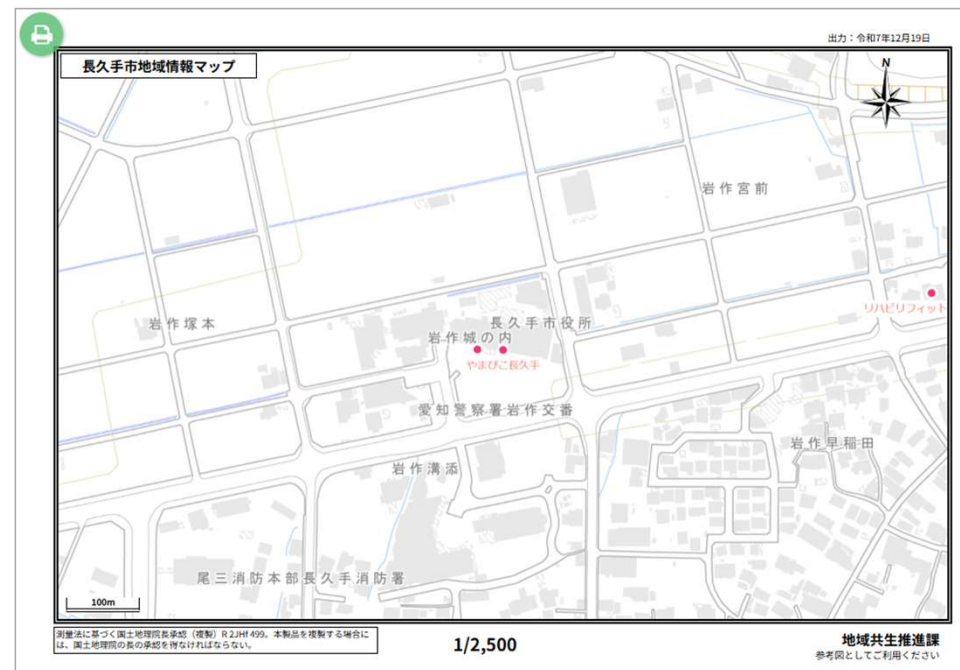 出力：令和7年12月19日
長久手市地域情報マップ
N
岩作宮前
リハビリフィット
岩作塚本
長久手市役所
岩作城の内
やまびこ長久手
愛知警察署岩作交番
岩作早稲田
岩作溝添
尾三消防本部長久手消防署
100m
測量法に基づく国土地理院長承認（複製）R 2JHf 499。本製品を複製する場合に
は、国土地理院の長の承認を得なければならない。
1/2,500
地域共生推進課
参考図としてご利用ください